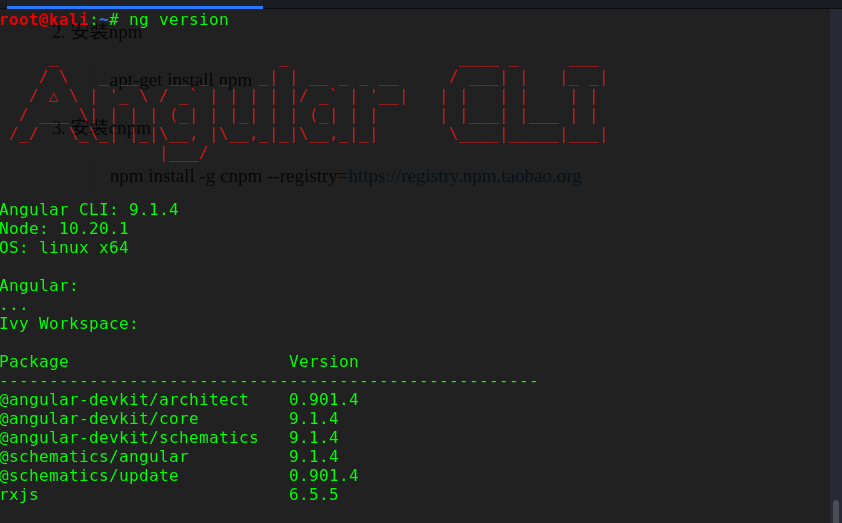 root@kali:~# ng version
2. 安装npm
apt-get install npm
Angular CLI
3. 安装cnpm
npm install -g cnpm --registry=https://registry.npm.taobao.org
Angular CLI: 9.1.4
Node: 10.20.1
OS: linux x64
Angular:
...
Ivy Workspace:
Package Version
------------------------------------------------------
@angular-devkit/architect 0.901.4
@angular-devkit/core 9.1.4
@angular-devkit/schematics 9.1.4
@schematics/angular 9.1.4
@schematics/update 0.901.4
rxjs 6.5.5